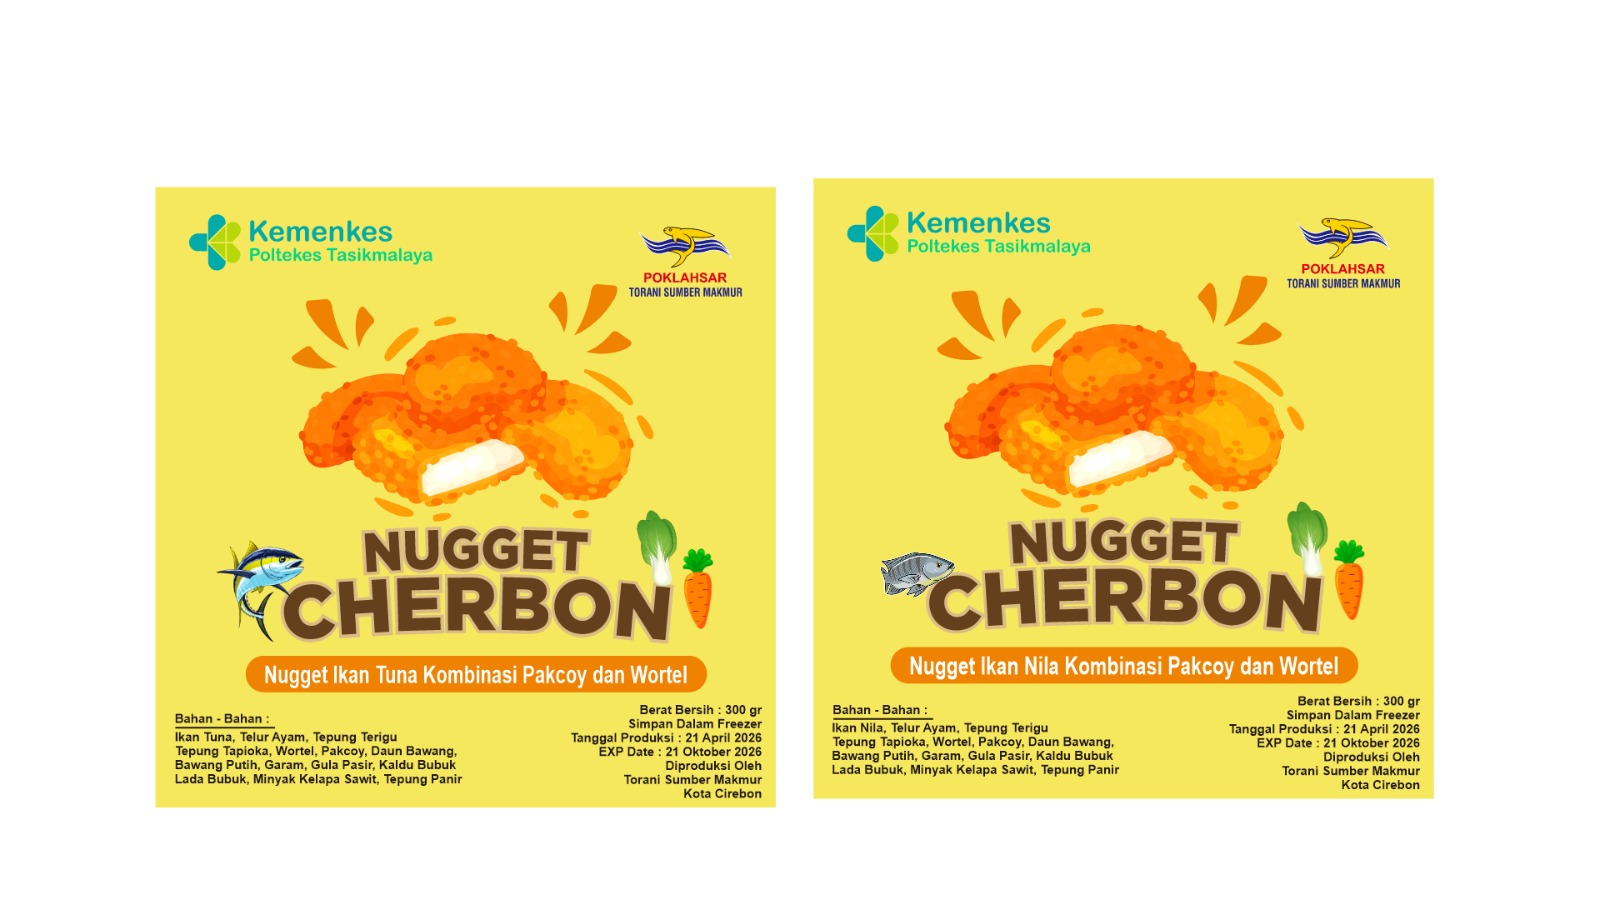 Kemenkes
Poltekes Tasikmalaya
POKLAHSAR
TORANI SUMBER MAKMUR
NUGGET
CHERBON
Nugget Ikan Tuna Kombinasi Pakcoy dan Wortel
Bahan - Bahan :
Ikan Tuna, Telur Ayam, Tepung Terigu
Tepung Tapioka, Wortel, Pakcoy, Daun Bawang,
Bawang Putih, Garam, Gula Pasir, Kaldu Bubuk
Lada Bubuk, Minyak Kelapa Sawit, Tepung Panir
Berat Bersih : 300 gr
Simpan Dalam Freezer
Tanggal Produksi : 21 April 2026
EXP Date : 21 Oktober 2026
Diproduksi Oleh
Torani Sumber Makmur
Kota Cirebon
Kemenkes
Poltekes Tasikmalaya
POKLAHSAR
TORANI SUMBER MAKMUR
NUGGET
CHERBON
Nugget Ikan Nila Kombinasi Pakcoy dan Wortel
Bahan - Bahan :
Ikan Nila, Telur Ayam, Tepung Terigu
Tepung Tapioka, Wortel, Pakcoy, Daun Bawang,
Bawang Putih, Garam, Gula Pasir, Kaldu Bubuk
Lada Bubuk, Minyak Kelapa Sawit, Tepung Panir
Berat Bersih : 300 gr
Simpan Dalam Freezer
Tanggal Produksi : 21 April 2026
EXP Date : 21 Oktober 2026
Diproduksi Oleh
Torani Sumber Makmur
Kota Cirebon